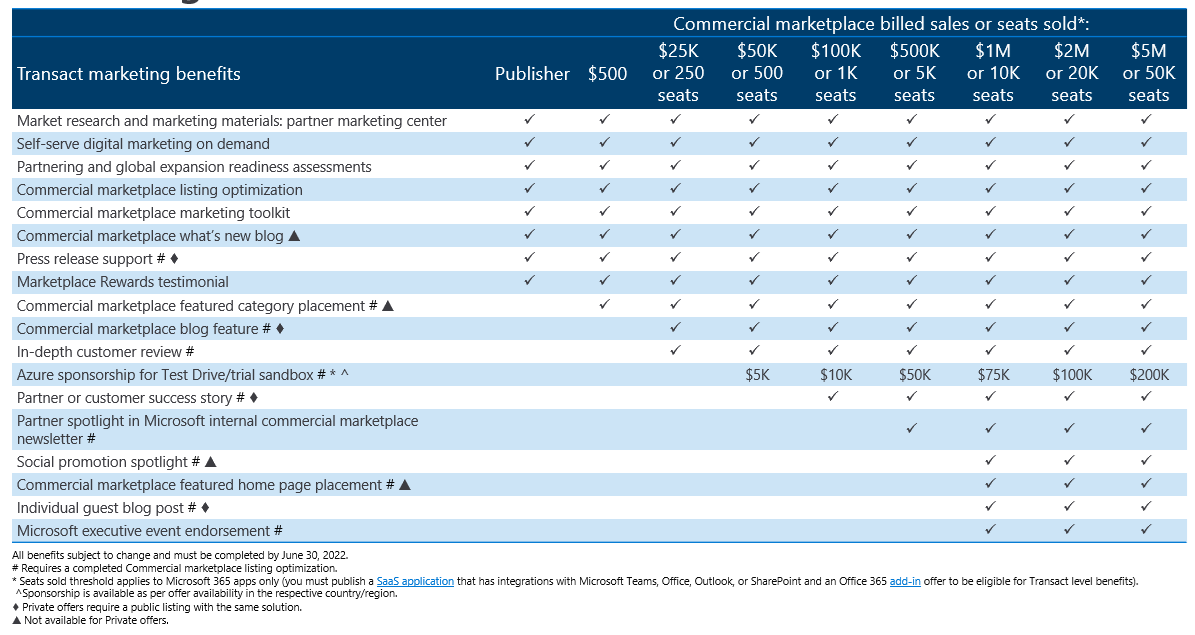 Commercial marketplace billed sales or seats sold*:
Transact marketing benefits Publisher $500 $25K or 250 seats $50K or 500 seats $100K or 1K seats $500K or 5K seats $1M or 10K seats $2M or 20K seats $5M or 50K seats
Market research and marketing materials: partner marketing center ✓ ✓ ✓ ✓ ✓ ✓ ✓ ✓ ✓
Self-serve digital marketing on demand ✓ ✓ ✓ ✓ ✓ ✓ ✓ ✓ ✓
Partnering and global expansion readiness assessments ✓ ✓ ✓ ✓ ✓ ✓ ✓ ✓ ✓
Commercial marketplace listing optimization ✓ ✓ ✓ ✓ ✓ ✓ ✓ ✓ ✓
Commercial marketplace marketing toolkit ✓ ✓ ✓ ✓ ✓ ✓ ✓ ✓ ✓
Commercial marketplace what's new blog ▲ ✓ ✓ ✓ ✓ ✓ ✓ ✓ ✓ ✓
Press release support # ♦ ✓ ✓ ✓ ✓ ✓ ✓ ✓ ✓ ✓
Marketplace Rewards testimonial ✓ ✓ ✓ ✓ ✓ ✓ ✓ ✓ ✓
Commercial marketplace featured category placement # ▲ ✓ ✓ ✓ ✓ ✓ ✓ ✓ ✓
Commercial marketplace blog feature # ♦ ✓ ✓ ✓ ✓ ✓ ✓ ✓
In-depth customer review # ✓ ✓ ✓ ✓ ✓ ✓ ✓
Azure sponsorship for Test Drive/trial sandbox # * ^ $5K $10K $50K $75K $100K $200K
Partner or customer success story # ♦ ✓ ✓ ✓ ✓ ✓
Partner spotlight in Microsoft internal commercial marketplace
newsletter # ✓ ✓ ✓ ✓
Social promotion spotlight # ▲ ✓ ✓ ✓
Commercial marketplace featured home page placement # ▲ ✓ ✓ ✓
Individual guest blog post # ♦ ✓ ✓ ✓
Microsoft executive event endorsement # ✓ ✓ ✓
All benefits subject to change and must be completed by June 30, 2022.
# Requires a completed Commercial marketplace listing optimization.
* Seats sold threshold applies to Microsoft 365 apps only (you must publish a SaaS application that has integrations with Microsoft Teams, Office, Outlook, or SharePoint and an Office 365 add-in offer to be eligible for Transact level benefits).
^Sponsorship is available as per offer availability in the respective country/region.
♦ Private offers require a public listing with the same solution.
▲ Not available for Private offers.